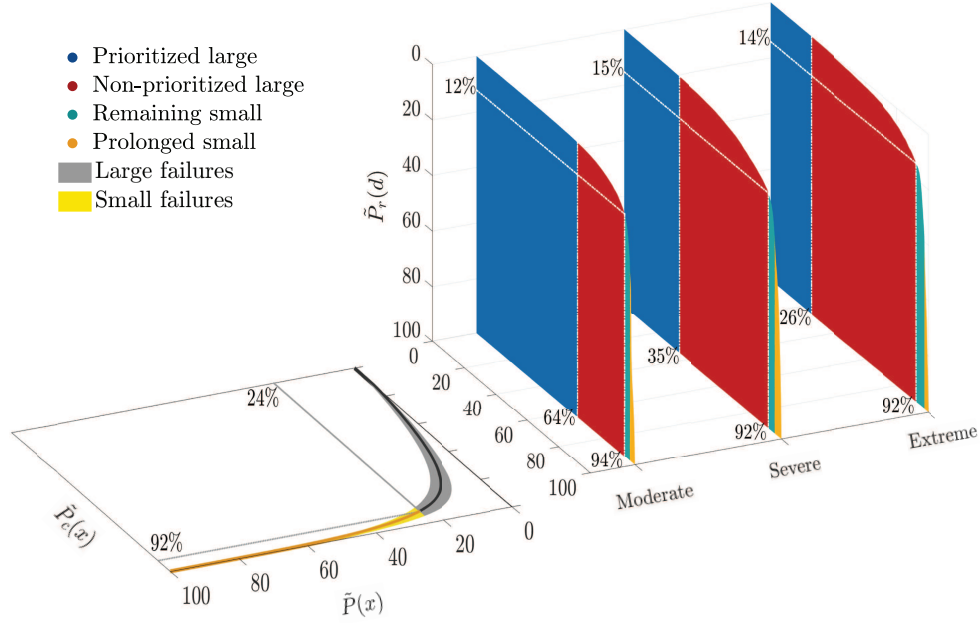 Prioritized large
Non-prioritized large
Remaining small
Prolonged small
Large failures
Small failures
P̃_r(d)
0
20
40
60
80
100
0
20
40
60
80
100
12%
15%
14%
64%
35%
26%
94%
92%
92%
Moderate
Severe
Extreme
24%
92%
P̃_c(x)
100
80
60
40
20
0
P̃(x)